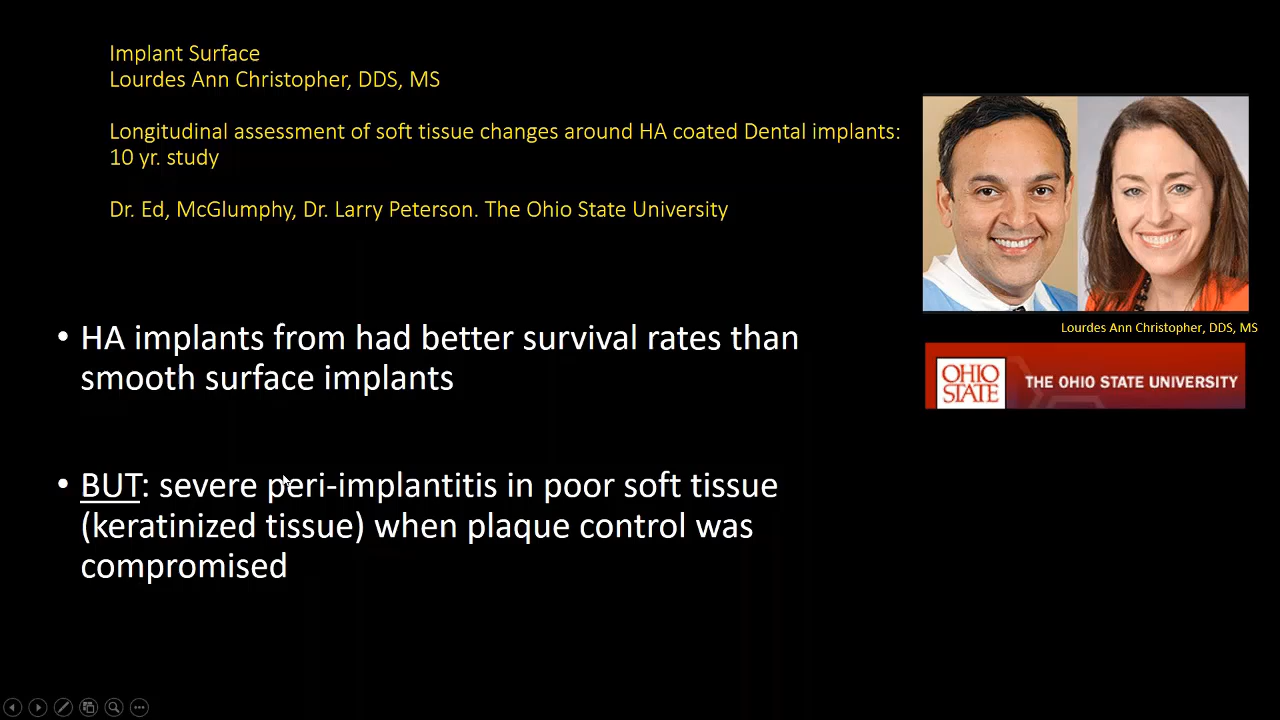 Implant Surface
Lourdes Ann Christopher, DDS, MS
Longitudinal assessment of soft tissue changes around HA coated Dental implants:
10 yr. study
Dr. Ed, McGlumphy, Dr. Larry Peterson. The Ohio State University
• HA implants from had better survival rates than
smooth surface implants
• BUT: severe peri-implantitis in poor soft tissue
(keratinized tissue) when plaque control was
compromised
Lourdes Ann Christopher, DDS, MS
OHIO
STATE
THE OHIO STATE UNIVERSITY